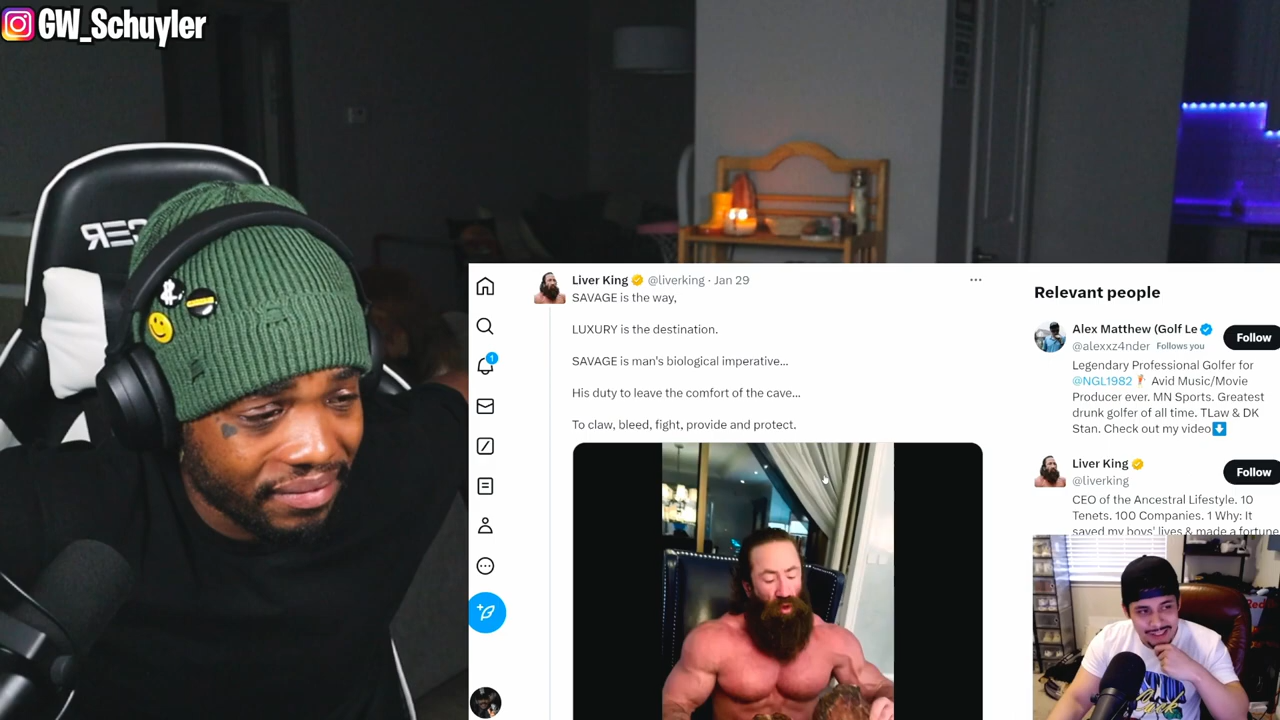 GW_Schuyler
Liver King @liverking · Jan 29
SAVAGE is the way,
LUXURY is the destination.
SAVAGE is man's biological imperative...
His duty to leave the comfort of the cave...
To claw, bleed, fight, provide and protect.
1
Relevant people
Alex Matthew (Golf Le
@alexxz4nder Follows you
Follow
Legendary Professional Golfer for
@NGL1982 Avid Music/Movie
Producer ever. MN Sports. Greatest
drunk golfer of all time. TLaw & DK
Stan. Check out my video
Liver King
@liverking
Follow
CEO of the Ancestral Lifestyle. 10
Tenets. 100 Companies. 1 Why: It
saved my boys' lives & made a fortune